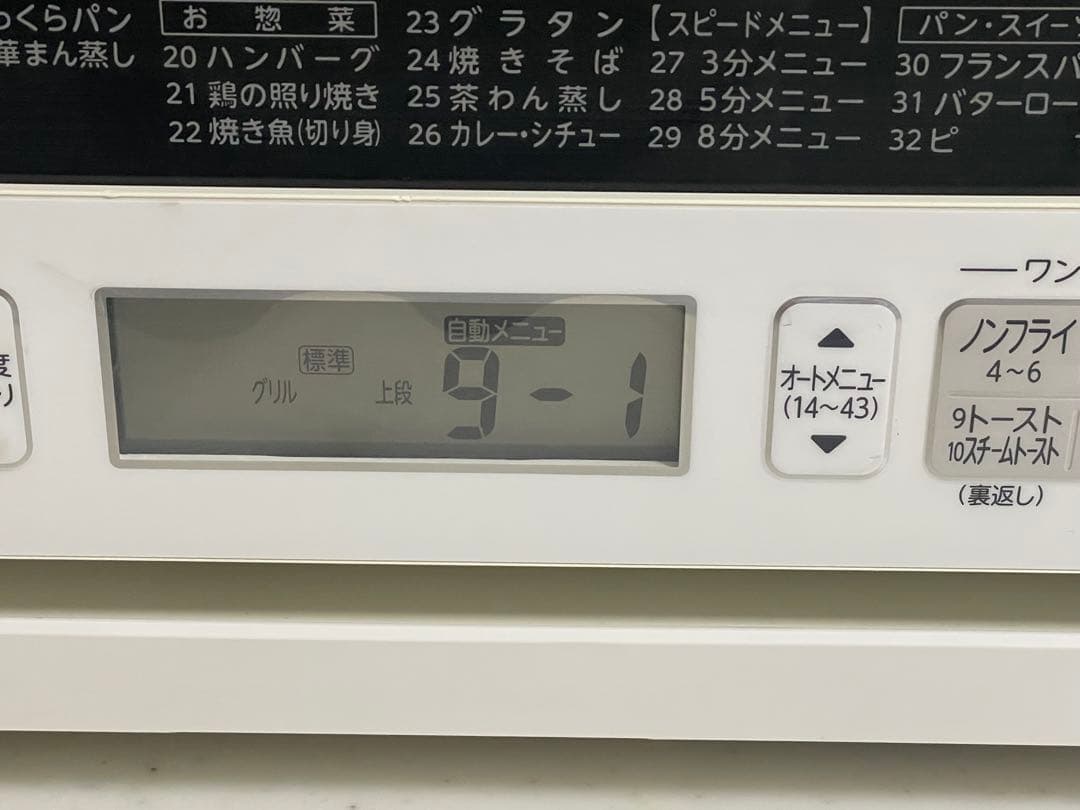 っくらパン
華まん蒸し
お惣菜
20 ハンバーグ
21 鶏の照り焼き
22 焼き魚(切り身)
23 グラタン
24 焼きそば
25 茶わん蒸し
26 カレー・シチュー
【スピードメニュー】
27 3分メニュー
28 5分メニュー
29 8分メニュー
パン・スイー
30 フランスパ
31 バターロー
32 ピ
自動メニュー
標準
グリル 上段 9-1
▲
オートメニュー
(14～43)
▼
ワン
ノンフライ
4～6
9トースト
10スチームトースト
(裏返し)